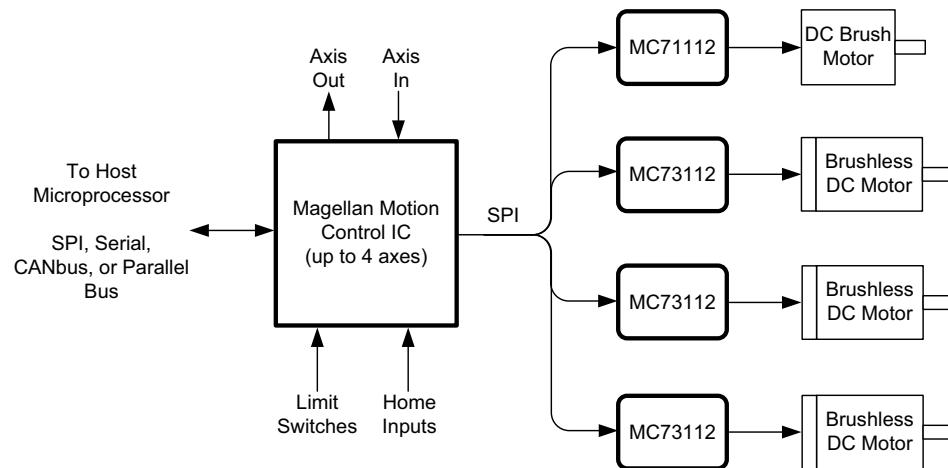 Axis
Out
Axis
In
To Host
Microprocessor
SPI, Serial,
CANbus, or Parallel
Bus
Magellan Motion
Control IC
(up to 4 axes)
Limit
Switches
Home
Inputs
SPI
MC71112
DC Brush
Motor
MC73112
Brushless
DC Motor
MC73112
Brushless
DC Motor
MC73112
Brushless
DC Motor